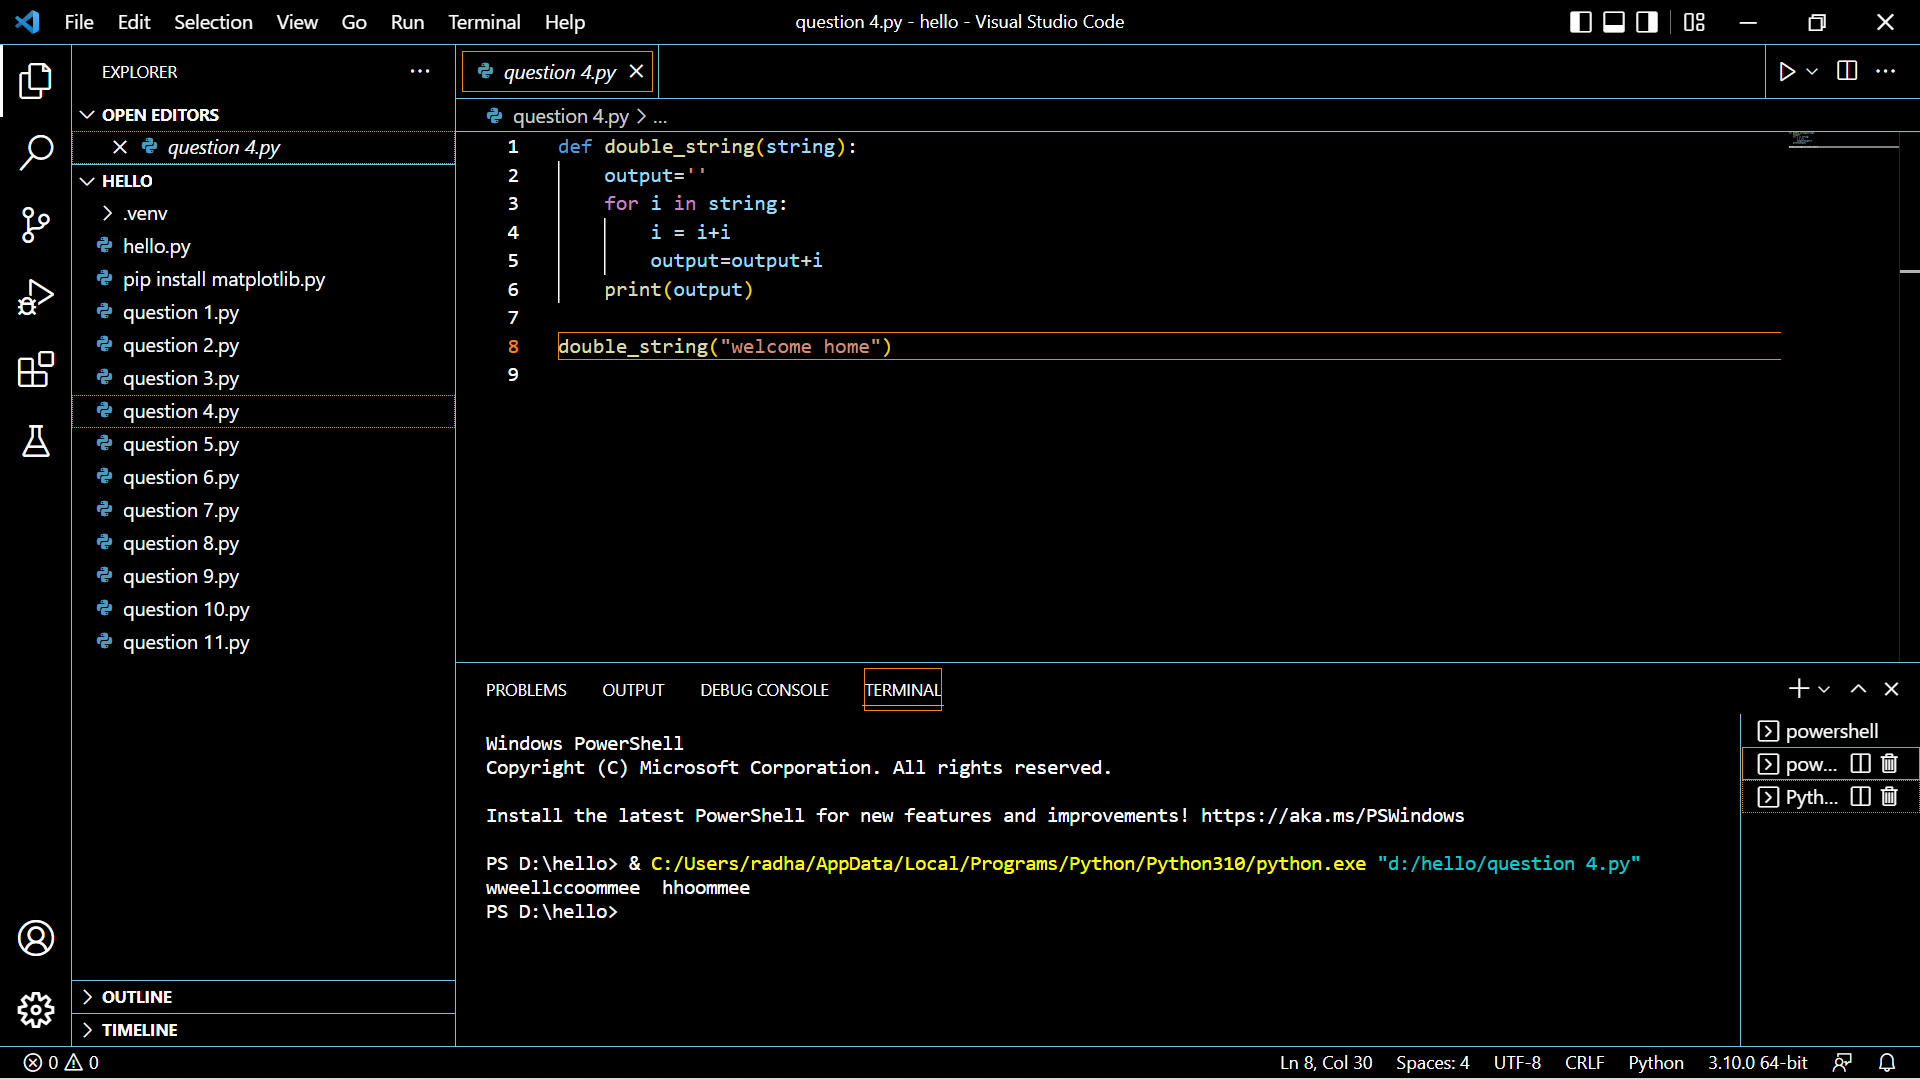 File Edit Selection View Go Run Terminal Help
question 4.py - hello - Visual Studio Code
EXPLORER
OPEN EDITORS
question 4.py
HELLO
.venv
hello.py
pip install matplotlib.py
question 1.py
question 2.py
question 3.py
question 4.py
question 5.py
question 6.py
question 7.py
question 8.py
question 9.py
question 10.py
question 11.py
OUTLINE
TIMELINE
question 4.py
question 4.py > ...
1 def double_string(string):
2     output=''
3     for i in string:
4         i = i+i
5         output=output+i
6     print(output)
7
8 double_string("welcome home")
9
PROBLEMS OUTPUT DEBUG CONSOLE TERMINAL
Windows PowerShell
Copyright (C) Microsoft Corporation. All rights reserved.
Install the latest PowerShell for new features and improvements! https://aka.ms/PSWindows
PS D:\hello> & C:/Users/radha/AppData/Local/Programs/Python/Python310/python.exe "d:/hello/question 4.py"
wweellccoommee  hhoommee
PS D:\hello>
powershell
pow...
Pyth...
0 0
Ln 8, Col 30 Spaces: 4 UTF-8 CRLF Python 3.10.0 64-bit